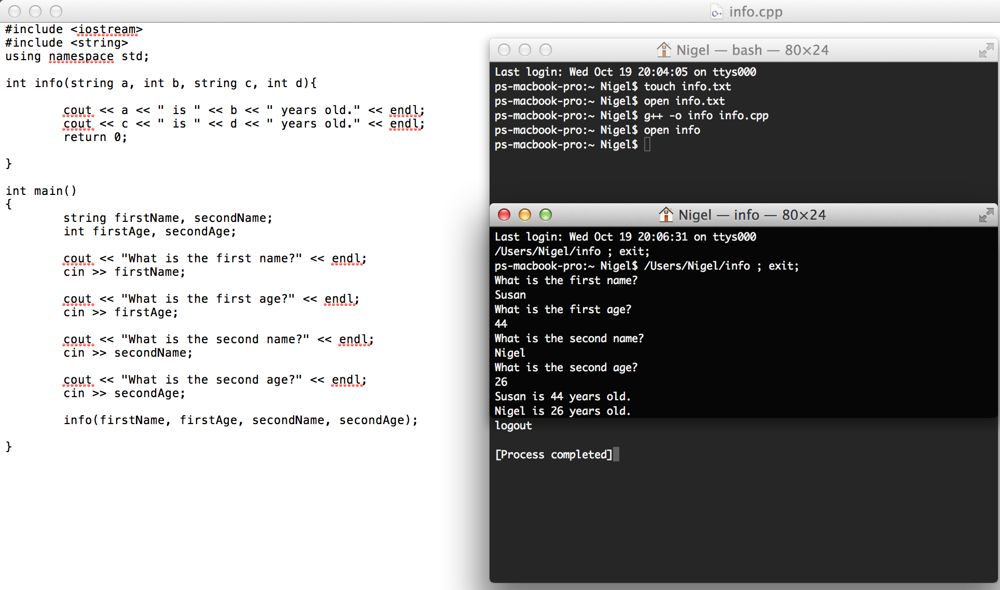 info.cpp
#include <iostream>
#include <string>
using namespace std;
int info(string a, int b, string c, int d){
cout << a << " is " << b << " years old." << endl;
cout << c << " is " << d << " years old." << endl;
return 0;
}
int main()
{
string firstName, secondName;
int firstAge, secondAge;
cout << "What is the first name?" << endl;
cin >> firstName;
cout << "What is the first age?" << endl;
cin >> firstAge;
cout << "What is the second name?" << endl;
cin >> secondName;
cout << "What is the second age?" << endl;
cin >> secondAge;
info(firstName, firstAge, secondName, secondAge);
}
Nigel — bash — 80×24
Last login: Wed Oct 19 20:04:05 on ttys000
ps-macbook-pro:~ Nigel$ touch info.txt
ps-macbook-pro:~ Nigel$ open info.txt
ps-macbook-pro:~ Nigel$ g++ -o info info.cpp
ps-macbook-pro:~ Nigel$ open info
ps-macbook-pro:~ Nigel$
Nigel — info — 80×24
Last login: Wed Oct 19 20:06:31 on ttys000
/Users/Nigel/info ; exit;
ps-macbook-pro:~ Nigel$ /Users/Nigel/info ; exit;
What is the first name?
Susan
What is the first age?
44
What is the second name?
Nigel
What is the second age?
26
Susan is 44 years old.
Nigel is 26 years old.
logout
[Process completed]